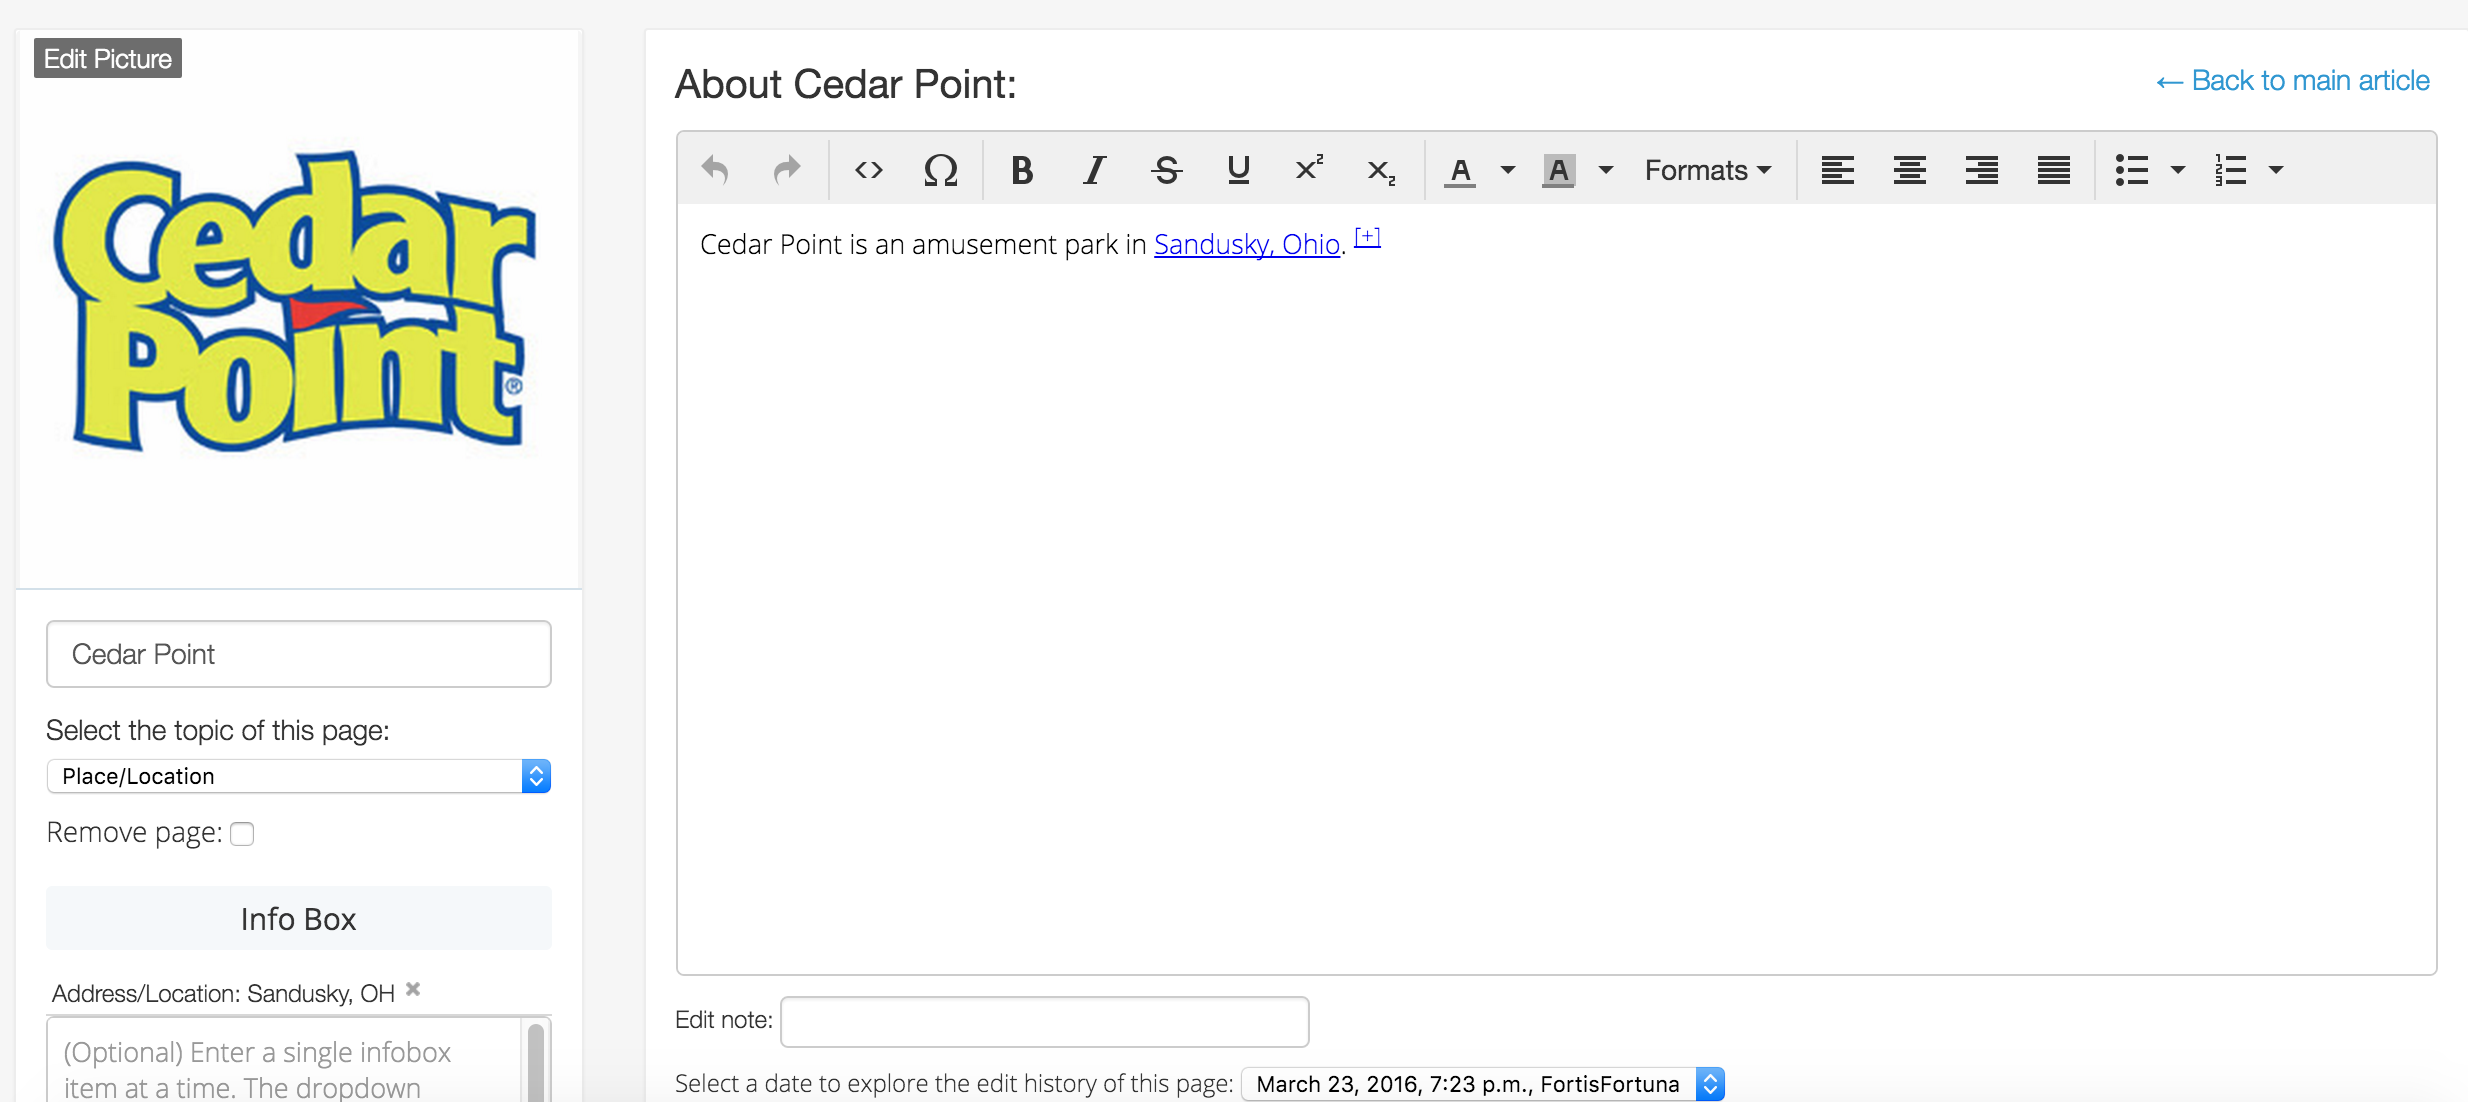 Edit Picture
Cedar
Point®
Cedar Point
Select the topic of this page:
Place/Location
Remove page:
Info Box
Address/Location: Sandusky, OH ✖
(Optional) Enter a single infobox
item at a time. The dropdown
About Cedar Point:
← Back to main article
<> Ω B I S U x² x₂ A A Formats
Cedar Point is an amusement park in Sandusky, Ohio. [+]
Edit note:
Select a date to explore the edit history of this page: March 23, 2016, 7:23 p.m., FortisFortuna